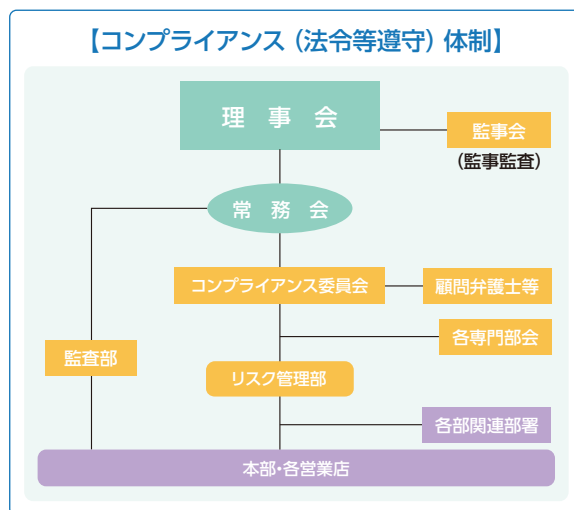 【コンプライアンス（法令等遵守）体制】
理事会
監事会
（監事監査）
常務会
コンプライアンス委員会
顧問弁護士等
各専門部会
監査部
リスク管理部
各部関連部署
本部・各営業店